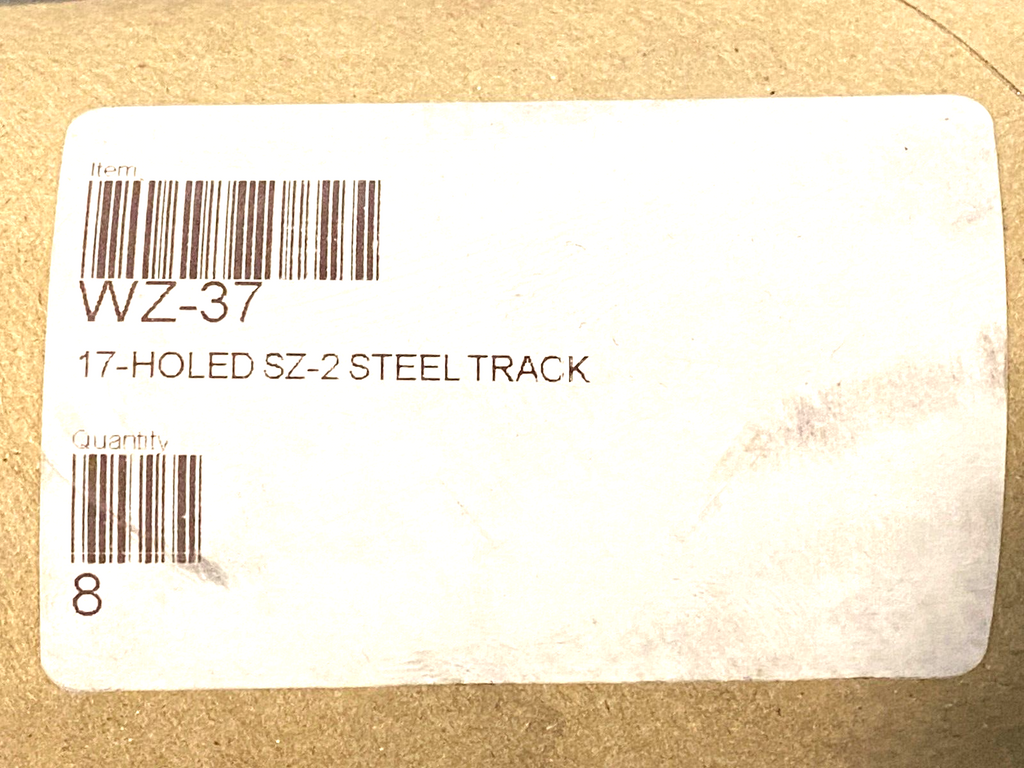 Item
WZ-37
17-HOLED SZ-2 STEEL TRACK
Quantity
8